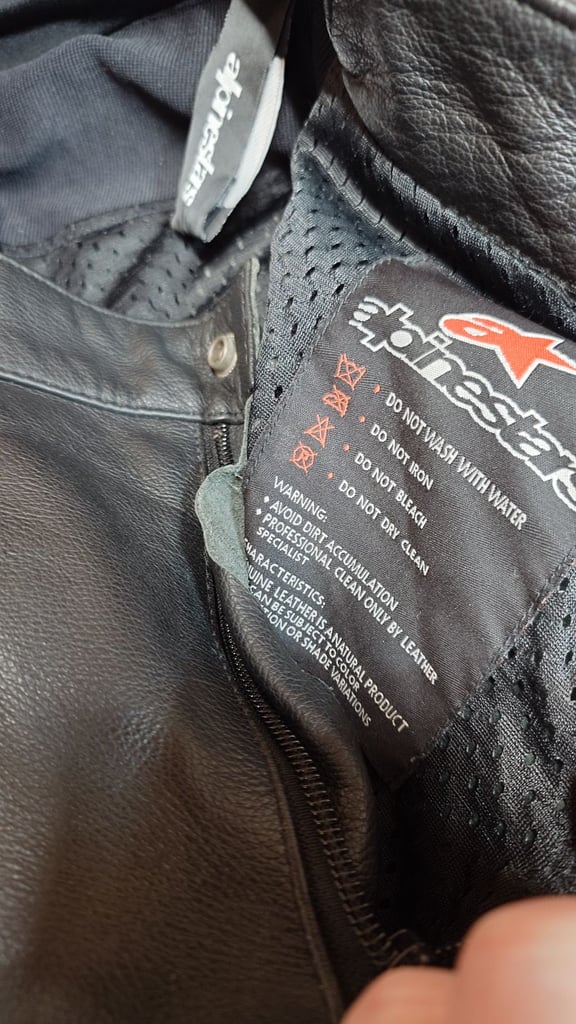 alpinestars
alpinestars
• DO NOT WASH WITH WATER
• DO NOT IRON
• DO NOT BLEACH
• DO NOT DRY CLEAN
WARNING:
• AVOID DIRT ACCUMULATION
• PROFESSIONAL CLEAN ONLY BY LEATHER
SPECIALIST
CHARACTERISTICS:
LEATHER IS A NATURAL PRODUCT
CAN BE SUBJECT TO COLOR
OR SHADE VARIATIONS